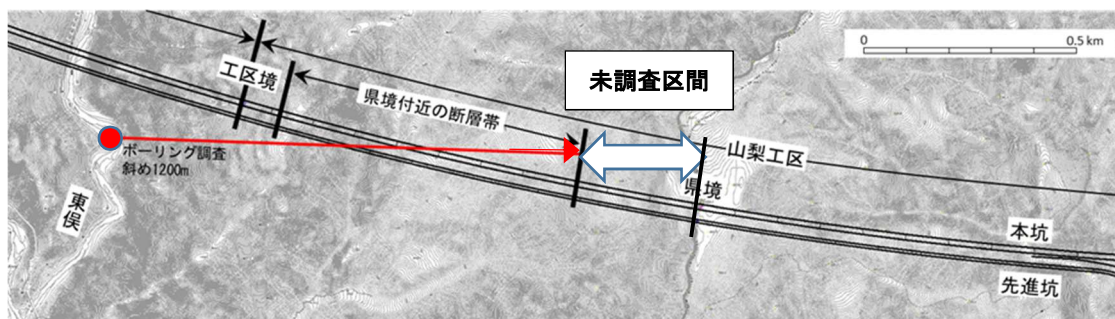 0
0.5 km
工区境
県境付近の断層帯
未調査区間
山梨工区
ボーリング調査
斜め1200m
東俣
県境
本坑
先進坑